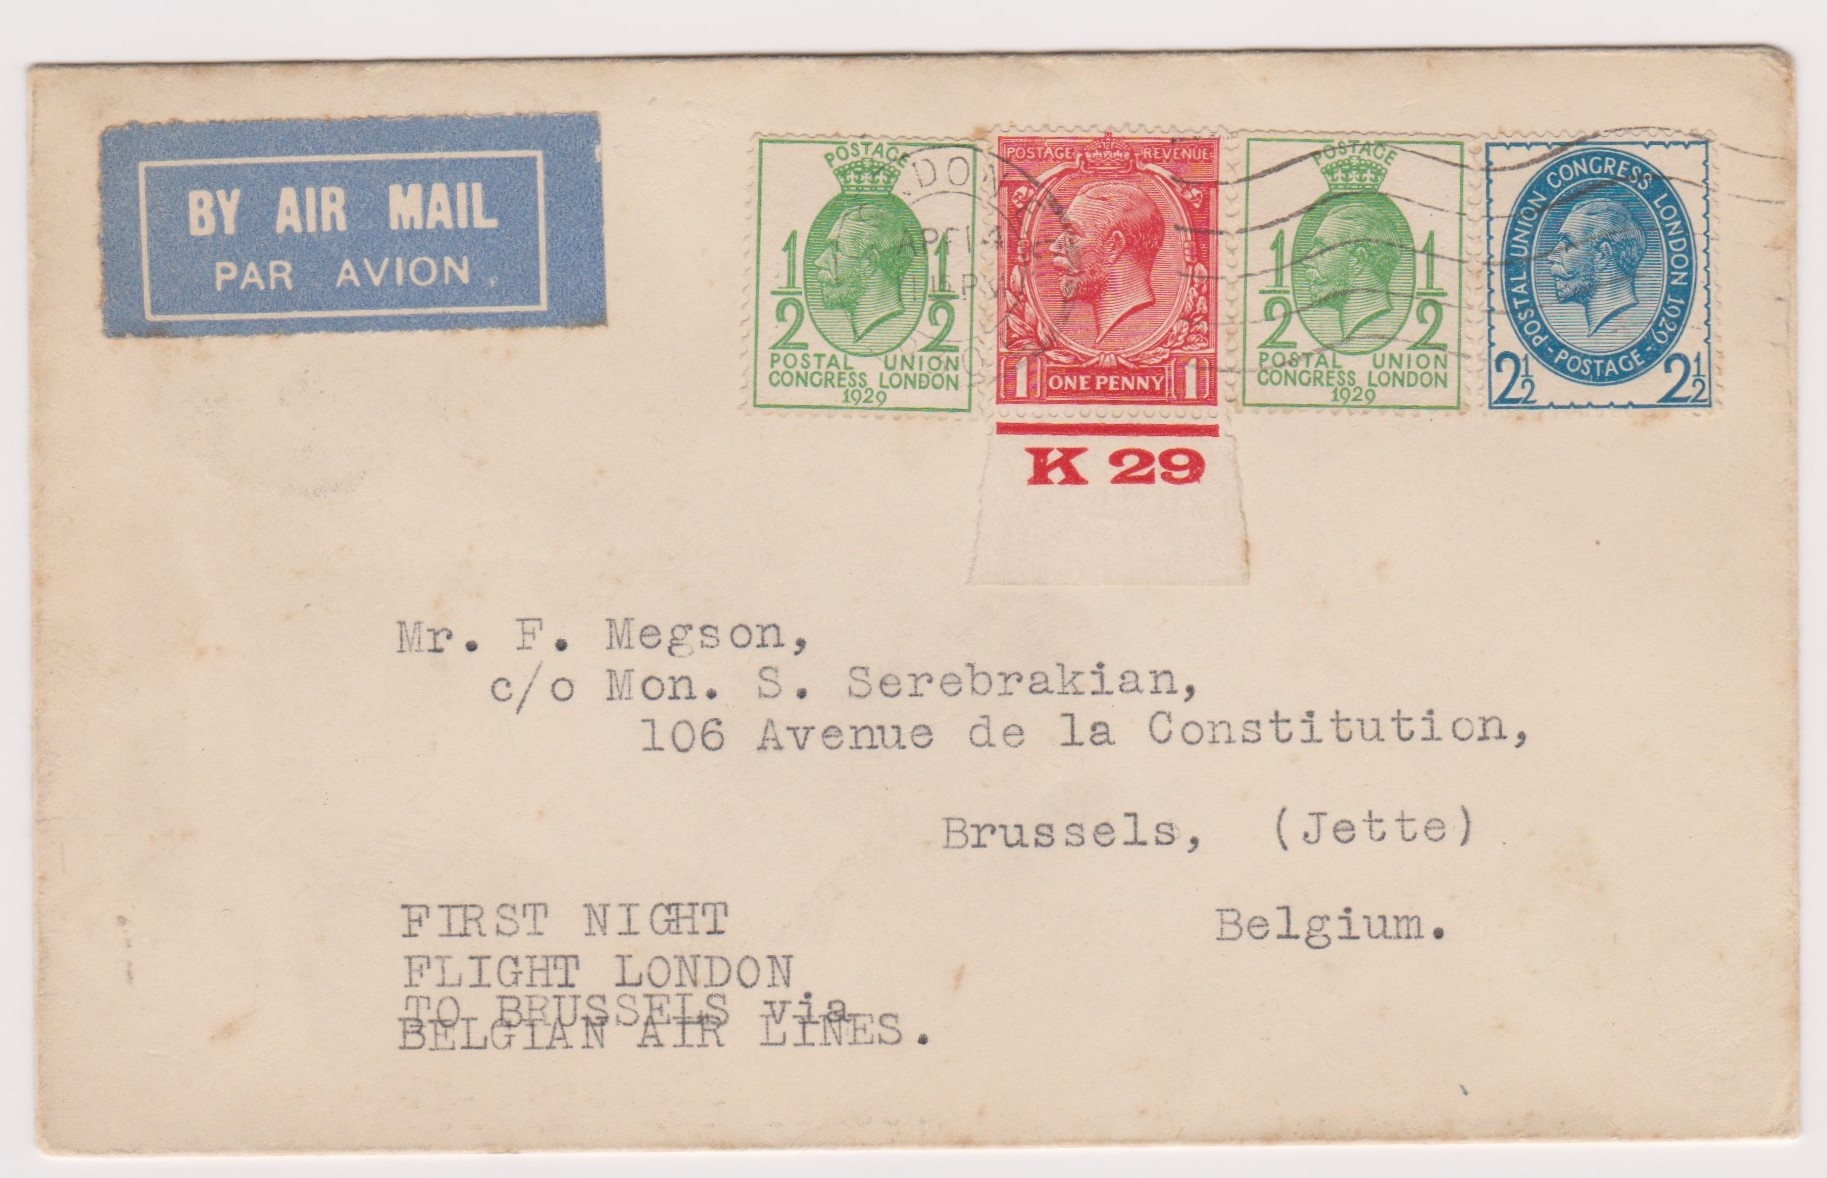 BY AIR MAIL
PAR AVION
POSTAGE
1/2 1/2
POSTAL UNION
CONGRESS LONDON
1929
POSTAGE REVENUE
1 ONE PENNY 1
K 29
POSTAGE
1/2 1/2
POSTAL UNION
CONGRESS LONDON
1929
POSTAL UNION CONGRESS LONDON 1929
2½ POSTAGE 2½
Mr. F. Megson,
c/o Mon. S. Serebrakian,
106 Avenue de la Constitution,
Brussels, (Jette)
Belgium.
FIRST NIGHT
FLIGHT LONDON
TO BRUSSELS via
BELGIAN AIR LINES.